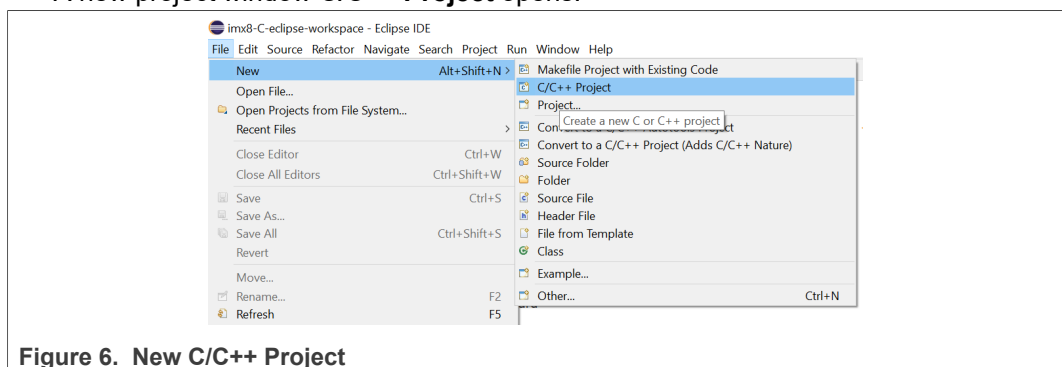 imx8-C-eclipse-workspace - Eclipse IDE
File Edit Source Refactor Navigate Search Project Run Window Help
New Alt+Shift+N >
Open File...
Open Projects from File System...
Recent Files >
Close Editor Ctrl+W
Close All Editors Ctrl+Shift+W
Save Ctrl+S
Save As...
Save All Ctrl+Shift+S
Revert
Move...
Rename... F2
Refresh F5
Makefile Project with Existing Code
C/C++ Project
Project...
Create a new C or C++ project
Convert to a C/C++ Project (Adds C/C++ Nature)
Source Folder
Folder
Source File
Header File
File from Template
Class
Example...
Other... Ctrl+N
Figure 6. New C/C++ Project